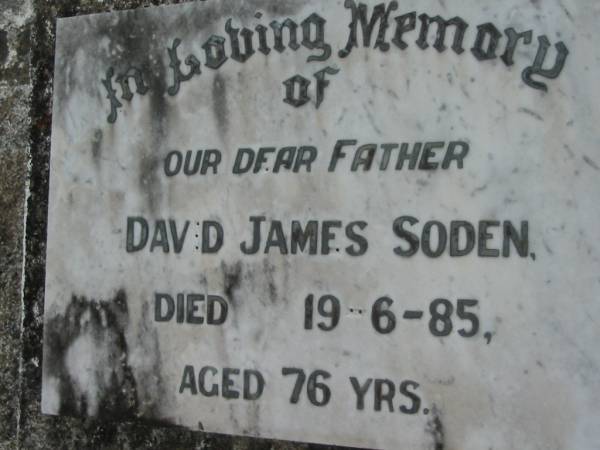 In Loving Memory
of
OUR DEAR FATHER
DAVID JAMES SODEN,
DIED 19-6-85,
AGED 76 YRS.